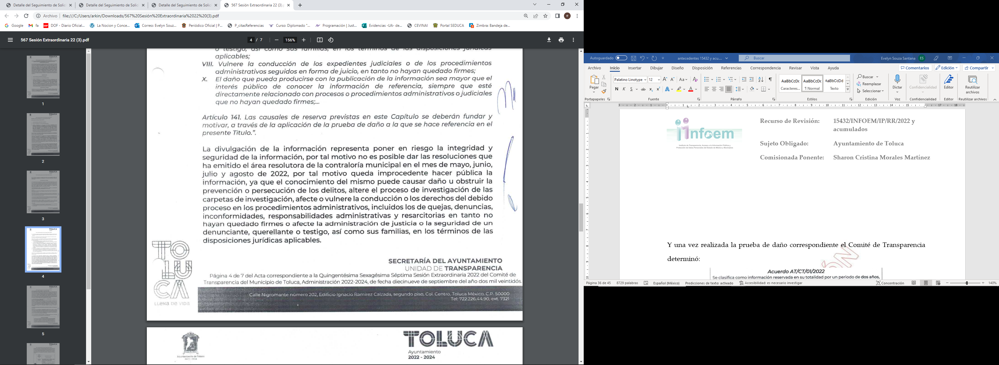 Detalle del Seguimiento de Solic
Detalle del Seguimiento de Solic
Detalle del Seguimiento de Solic
567 Sesión Extraordinaria 22 (3).p
Archivo | file:///C:/Users/arkin/Downloads/567%20Sesión%20Extraordinaria%2022%20(3).pdf
Google
fa
DOF - Diario Oficial...
La Nocion y Conce...
Correo: Evelyn Souz...
Periódico Oficial | P...
P_citasReferencias
Curso: Diplomado "...
Programación | Just...
Evidencias -UA- de...
CEVINAI
Portal SEDUCA
Zimbra: Bandeja de...
567 Sesión Extraordinaria 22 (3).pdf
4 / 7
156%
1
2
3
4
5
o testigo, así como sus familias, en los términos de las disposiciones jurídicas
aplicables;
VIII. Vulnere la conducción de los expedientes judiciales o de los procedimientos
administrativos seguidos en forma de juicio, en tanto no hayan quedado firmes;
X. El daño que pueda producirse con la publicación de la información sea mayor que el
interés público de conocer la información de referencia, siempre que esté
directamente relacionado con procesos o procedimientos administrativos o judiciales
que no hayan quedado firmes;...
Artículo 141. Las causales de reserva previstas en este Capítulo se deberán fundar y
motivar, a través de la aplicación de la prueba de daño a la que se hace referencia en el
presente Título.".
La divulgación de la información representa poner en riesgo la integridad y
seguridad de la información, por tal motivo no es posible dar las resoluciones que
ha emitido el área resolutora de la contraloría municipal en el mes de mayo, junio,
julio y agosto de 2022, por tal motivo queda improcedente hacer pública la
información, ya que el conocimiento del mismo puede causar daño u obstruir la
prevención o persecución de los delitos, altere el proceso de investigación de las
carpetas de investigación, afecte o vulnere la conducción o los derechos del debido
proceso en los procedimientos administrativos, incluidos los de quejas, denuncias,
inconformidades, responsabilidades administrativas y resarcitorias en tanto no
hayan quedado firmes o afecte la administración de justicia o la seguridad de un
denunciante, querellante o testigo, así como sus familias, en los términos de las
disposiciones jurídicas aplicables.
TO
LU
CA
LLENA DE VIDA
SECRETARÍA DEL AYUNTAMIENTO
UNIDAD DE TRANSPARENCIA
Página 4 de 7 del Acta correspondiente a la Quingentésima Sexagésima Séptima Sesión Extraordinaria 2022 del Comité de
Transparencia del Municipio de Toluca, Administración 2022-2024, de fecha diecinueve de septiembre del año dos mil veintidós.
Calle Nigromante número 202, Edificio Ignacio Ramírez Calzada, segundo piso, Col. Centro, Toluca México, C.P. 50000
Tel: 722.226.44.90, ext. 7321
Ayuntamiento de Toluca
2022 - 2024
TOLUCA
Ayuntamiento
2022 - 2024
Autoguardado
antecedentes 15432 y acu....
Buscar
Evelyn Souza Santana
ES
Archivo
Inicio
Insertar
Dibujar
Diseño
Disposición
Referencias
Correspondencia
Revisar
Vista
Ayuda
Comentarios
Edición
Compartir
Pegar
Portapapeles
Palatino Linotype
12
Fuente
Párrafo
AaBbCcDc
Caracteres...
AaBbCcDc
¶ Normal
AaBbCcDd
Texto
Estilos
Buscar
Reemplazar
Seleccionar
Edición
Dictar
Voz
Confidencialidad
Confidencialidad
Editor
Editor
Reutilizar
archivos
Reutilizar archivos
infoem
Instituto de Transparencia, Acceso a la Información Pública y
Protección de Datos Personales del Estado de México y Municipios
Recurso de Revisión: 15432/INFOEM/IP/RR/2022 y
acumulados
Sujeto Obligado: Ayuntamiento de Toluca
Comisionada Ponente: Sharon Cristina Morales Martínez
Y una vez realizada la prueba de daño correspondiente el Comité de Transparencia
determinó:
Acuerdo AT/CT/01/2022
Se clasifica como información reservada en su totalidad por un periodo de dos años,
Página 36 de 45
8729 palabras
Español (México)
Predicciones de texto: activado
Accesibilidad: es necesario investigar
Concentración
140%